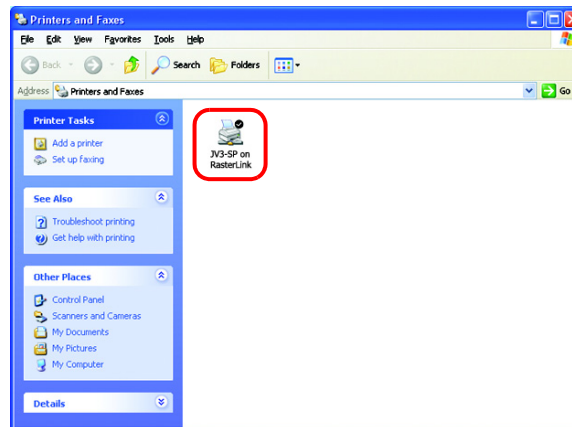 Printers and Faxes
File Edit View Favorites Tools Help
Back Search Folders
Address Printers and Faxes Go
Printer Tasks
Add a printer
Set up faxing
See Also
Troubleshoot printing
Get help with printing
Other Places
Control Panel
Scanners and Cameras
My Documents
My Pictures
My Computer
Details
JV3-SP on
RasterLink